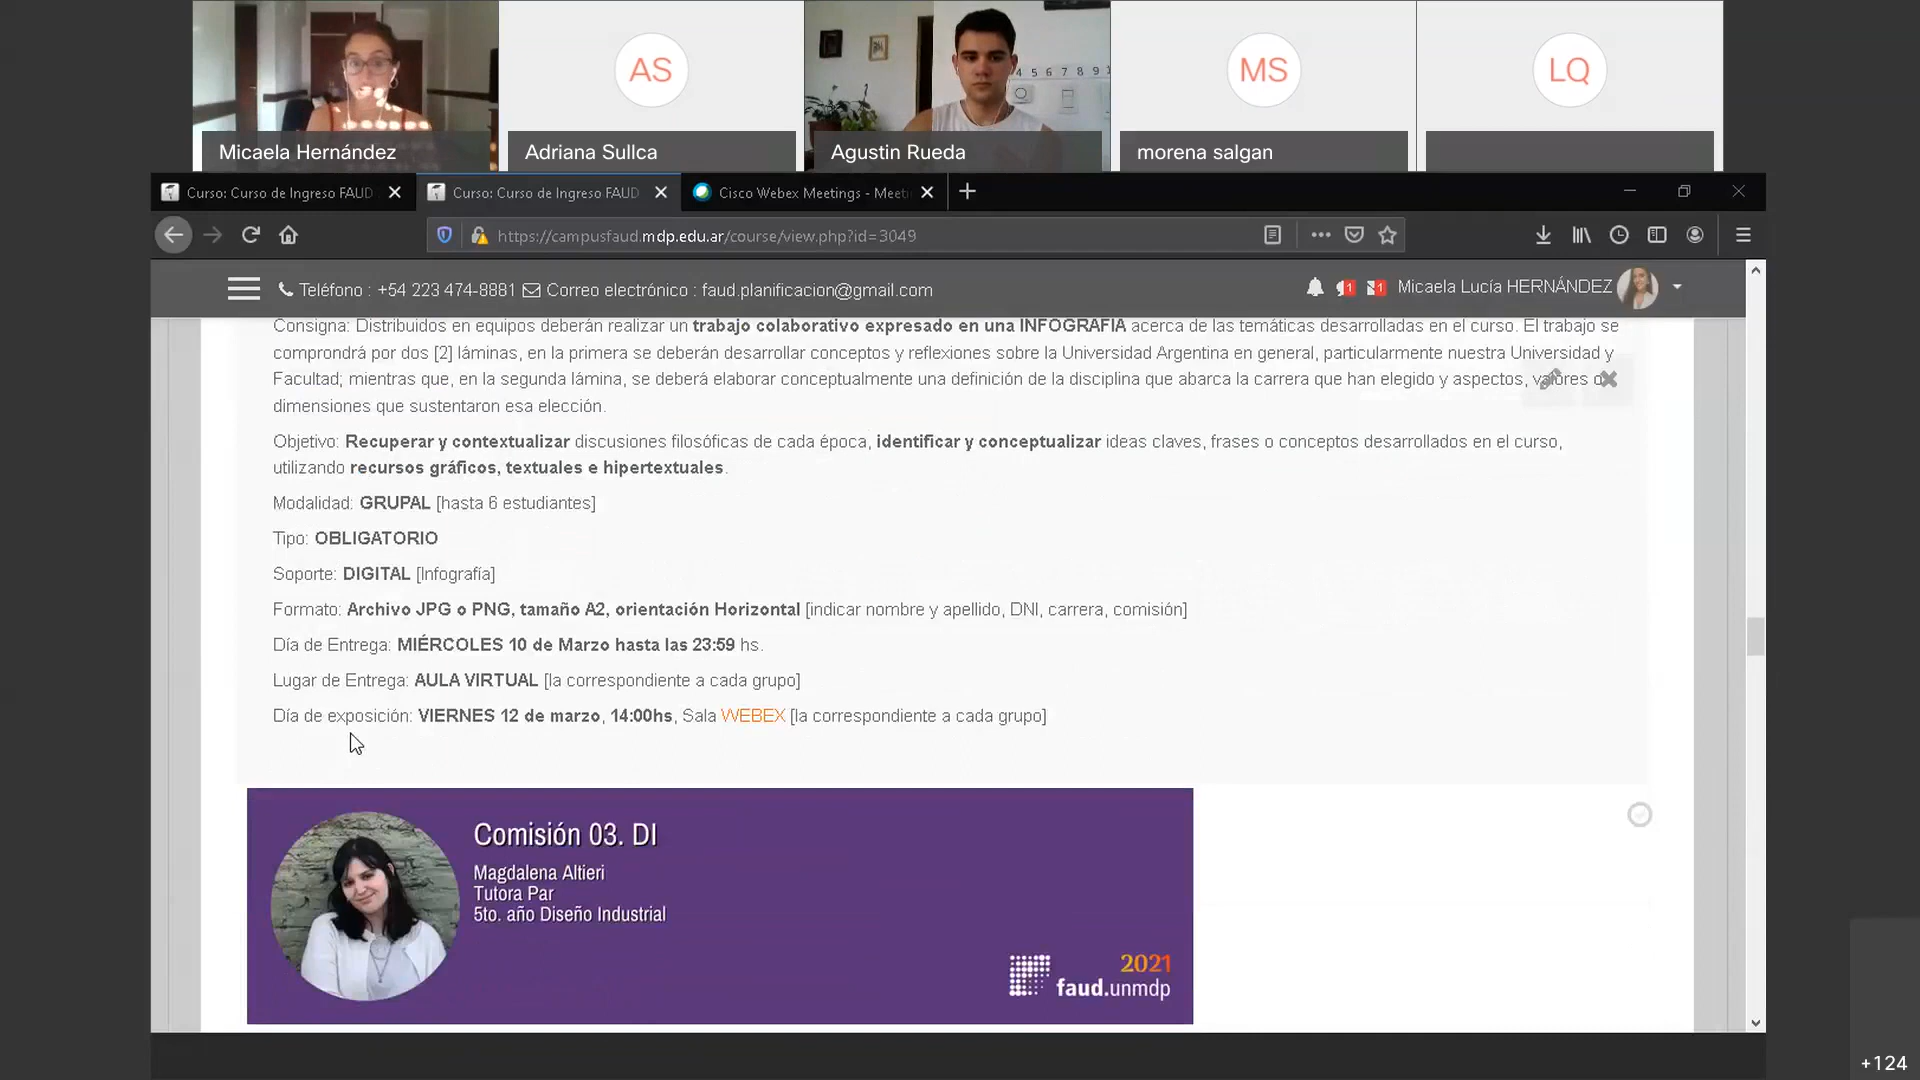 AS
MS
LQ
4 5 6 7 8 9
Micaela Hernández
Adriana Sullca
Agustin Rueda
morena salgan
Curso: Curso de Ingreso FAUD
Curso: Curso de Ingreso FAUD
Cisco Webex Meetings - Meet
https://campusfaud.mdp.edu.ar/course/view.php?id=3049
Teléfono : +54 223 474-8881 Correo electrónico : faud.planificacion@gmail.com
1
1
Micaela Lucía HERNÁNDEZ
Consigna: Distribuidos en equipos deberán realizar un trabajo colaborativo expresado en una INFOGRAFIA acerca de las temáticas desarrolladas en el curso. El trabajo se
comprondrá por dos [2] láminas, en la primera se deberán desarrollar conceptos y reflexiones sobre la Universidad Argentina en general, particularmente nuestra Universidad y
Facultad; mientras que, en la segunda lámina, se deberá elaborar conceptualmente una definición de la disciplina que abarca la carrera que han elegido y aspectos, valores o
dimensiones que sustentaron esa elección.
Objetivo: Recuperar y contextualizar discusiones filosóficas de cada época, identificar y conceptualizar ideas claves, frases o conceptos desarrollados en el curso,
utilizando recursos gráficos, textuales e hipertextuales.
Modalidad: GRUPAL [hasta 6 estudiantes]
Tipo: OBLIGATORIO
Soporte: DIGITAL [Infografía]
Formato: Archivo JPG o PNG, tamaño A2, orientación Horizontal [indicar nombre y apellido, DNI, carrera, comisión]
Día de Entrega: MIÉRCOLES 10 de Marzo hasta las 23:59 hs.
Lugar de Entrega: AULA VIRTUAL [la correspondiente a cada grupo]
Día de exposición: VIERNES 12 de marzo, 14:00hs, Sala WEBEX [la correspondiente a cada grupo]
Comisión 03. DI
Magdalena Altieri
Tutora Par
5to. año Diseño Industrial
2021
faud.unmdp
+124